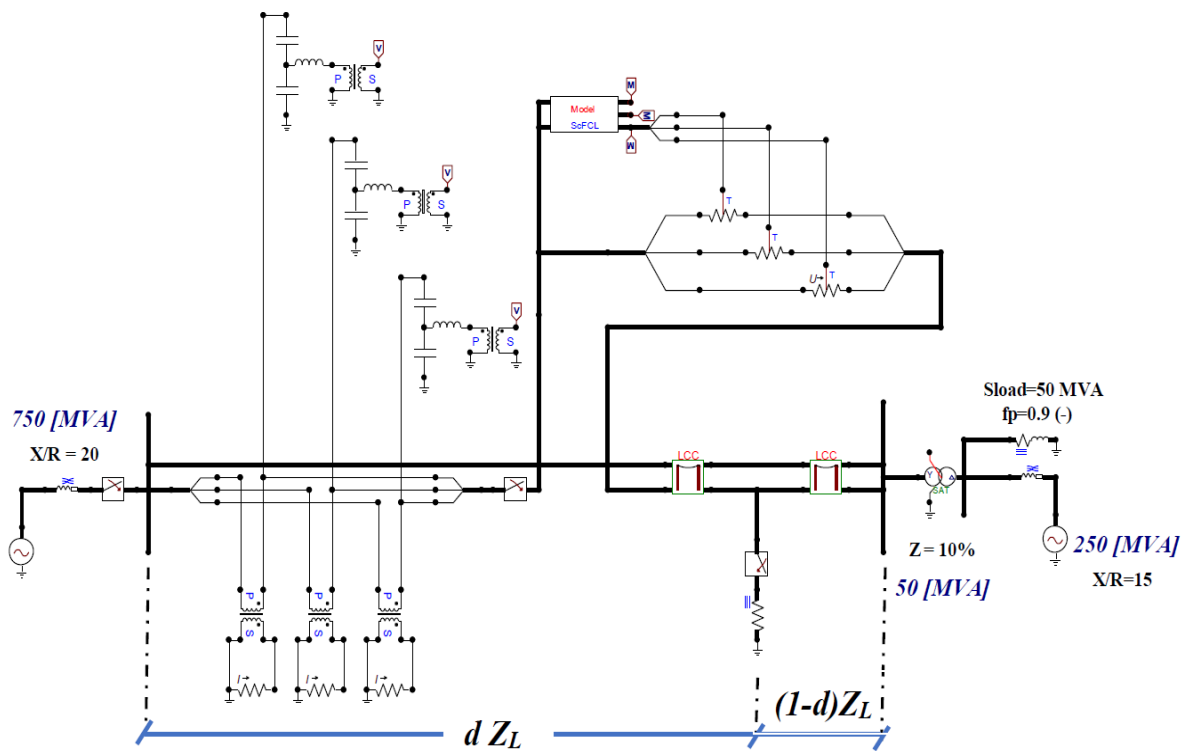 V
P
S
V
P
S
V
P
S
Model
ScFCL
M
M
M
T
T
U
T
750 [MVA]
X/R = 20
Sload=50 MVA
fp=0.9 (-)
LCC
LCC
Y
SAT
Z = 10%
50 [MVA]
250 [MVA]
X/R=15
P
P
P
S
S
S
I
I
I
d ZL
(1-d)ZL